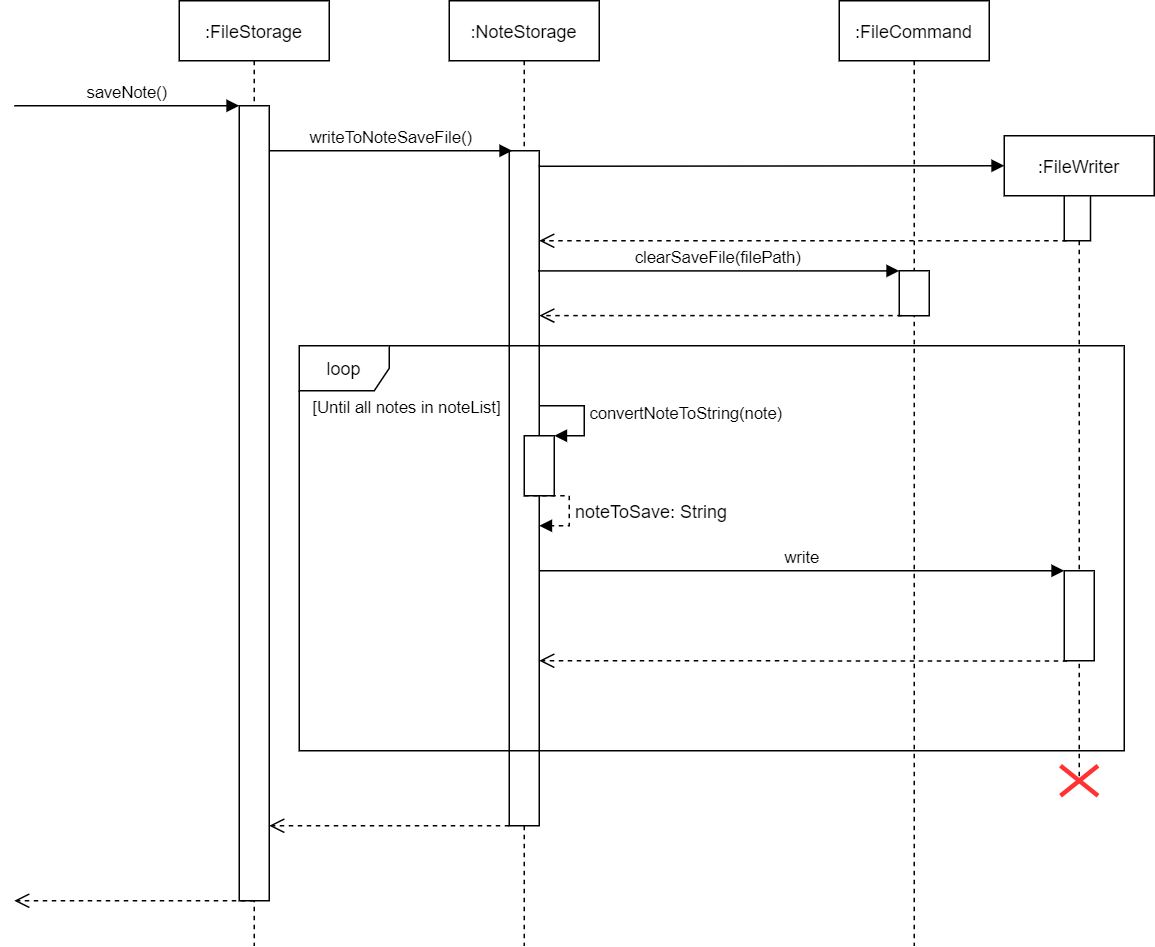 :FileStorage
:NoteStorage
:FileCommand
saveNote()
writeToNoteSaveFile()
:FileWriter
clearSaveFile(filePath)
loop
[Until all notes in noteList]
convertNoteToString(note)
noteToSave: String
write